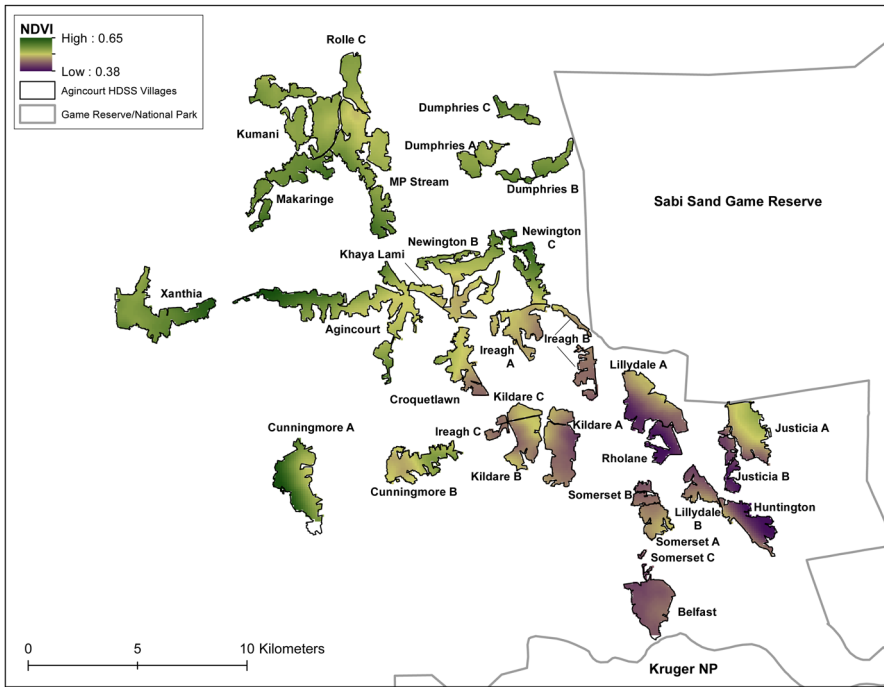 NDVI
High : 0.65
Low : 0.38
Agincourt HDSS Villages
Game Reserve/National Park
Rolle C
Kumani
Makaringe
MP Stream
Dumphries C
Dumphries A
Dumphries B
Sabi Sand Game Reserve
Newington
C
Newington B
Khaya Lami
Xanthia
Agincourt
Ireagh
A
Ireagh B
Lillydale A
Croquetlawn
Kildare C
Cunningmore A
Ireagh C
Kildare A
Justicia A
Rholane
Kildare B
Cunningmore B
Justicia B
Somerset B
Lillydale
B
Huntington
Somerset A
Somerset C
Belfast
0
5
10 Kilometers
Kruger NP